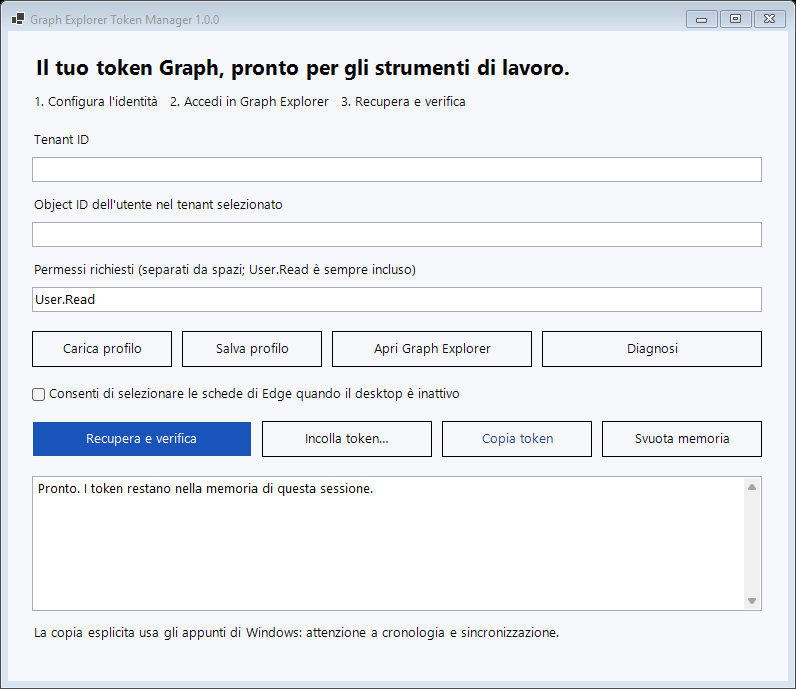 Graph Explorer Token Manager 1.0.0
Il tuo token Graph, pronto per gli strumenti di lavoro.
1. Configura l'identità 2. Accedi in Graph Explorer 3. Recupera e verifica
Tenant ID
Object ID dell'utente nel tenant selezionato
Permessi richiesti (separati da spazi; User.Read è sempre incluso)
User.Read
Carica profilo Salva profilo Apri Graph Explorer Diagnosi
Consenti di selezionare le schede di Edge quando il desktop è inattivo
Recupera e verifica Incolla token... Copia token Svuota memoria
Pronto. I token restano nella memoria di questa sessione.
La copia esplicita usa gli appunti di Windows: attenzione a cronologia e sincronizzazione.